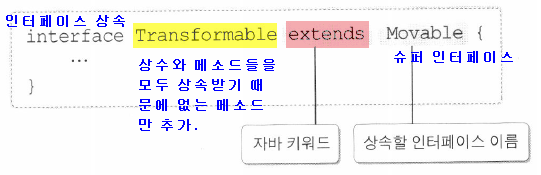 인터페이스 상속
interface Transformable extends Movable {
...
슈퍼 인터페이스
상수와 메소드들을
모두 상속받기 때
문에 없는 메소드
만 추가.
}
자바 키워드
상속할 인터페이스 이름